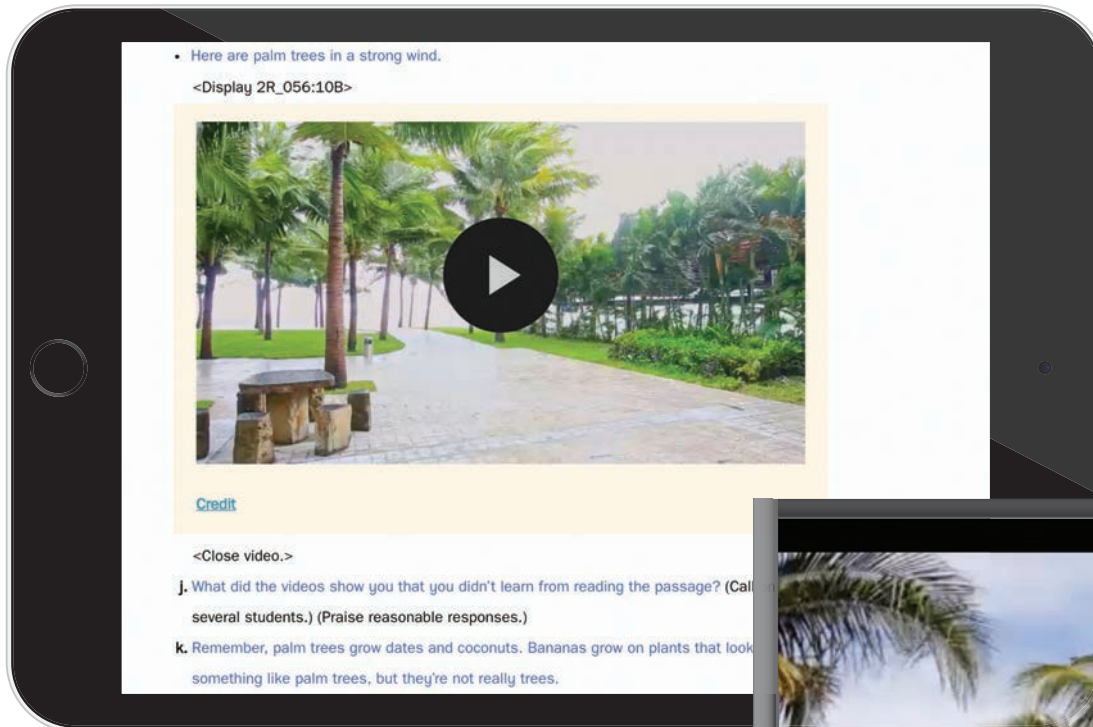 • Here are palm trees in a strong wind.
<Display 2R_056:10B>
Credit
<Close video.>
j. What did the videos show you that you didn't learn from reading the passage? (Call
several students.) (Praise reasonable responses.)
k. Remember, palm trees grow dates and coconuts. Bananas grow on plants that look
something like palm trees, but they're not really trees.